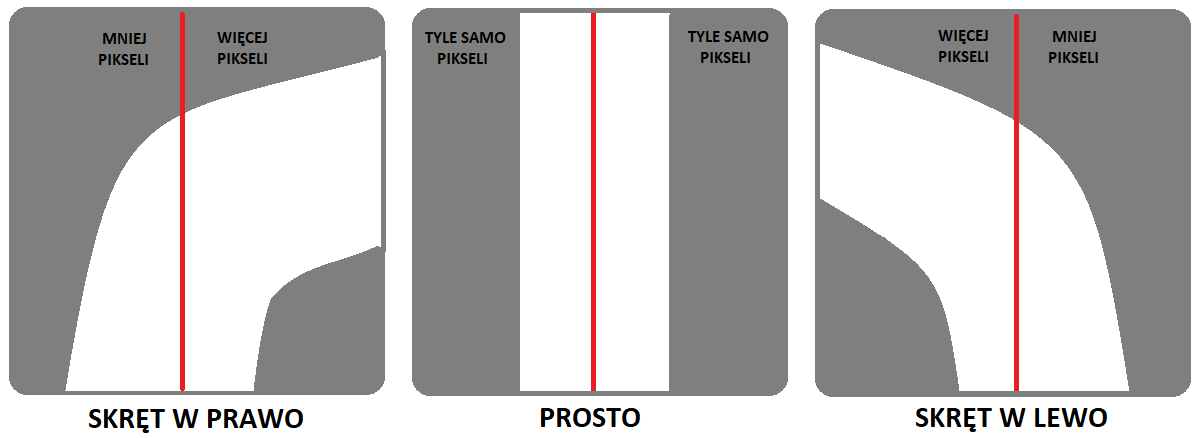 MNIEJ
PIKSELI
WIĘCEJ
PIKSELI
SKRĘT W PRAWO
TYLE SAMO
PIKSELI
TYLE SAMO
PIKSELI
PROSTO
WIĘCEJ
PIKSELI
MNIEJ
PIKSELI
SKRĘT W LEWO